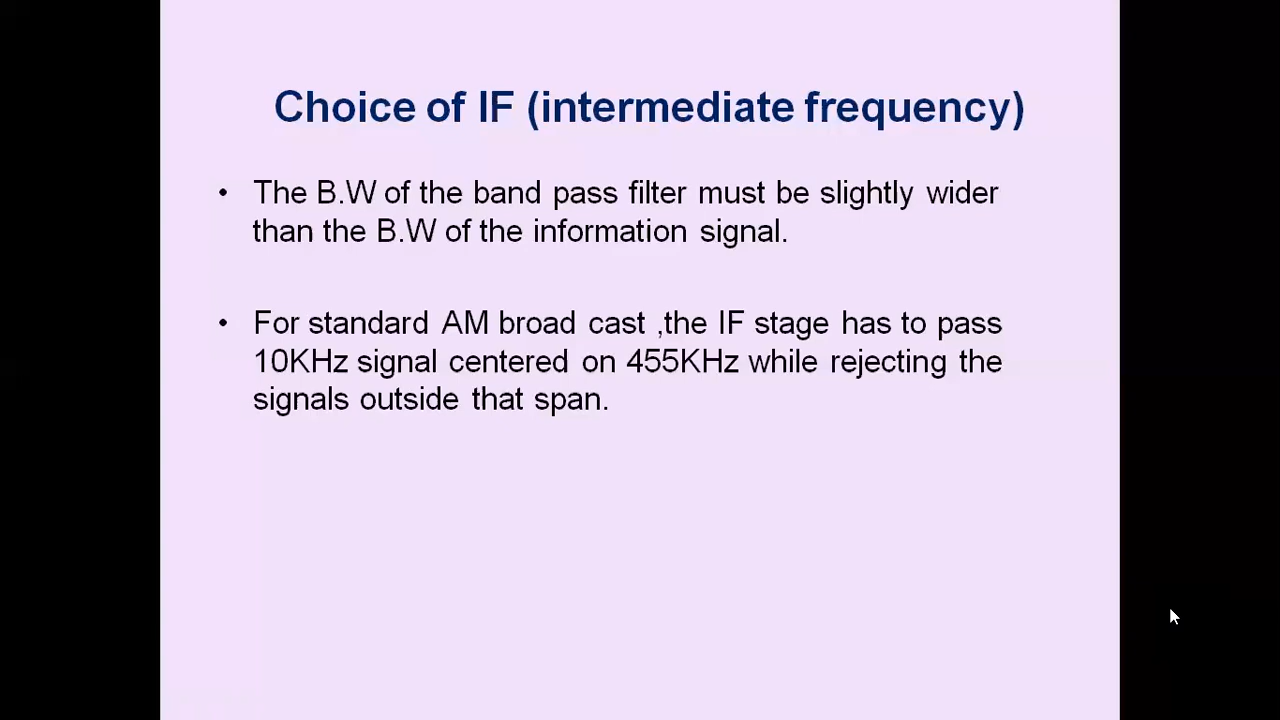 Choice of IF (intermediate frequency)
• The B.W of the band pass filter must be slightly wider
than the B.W of the information signal.
• For standard AM broad cast ,the IF stage has to pass
10KHz signal centered on 455KHz while rejecting the
signals outside that span.